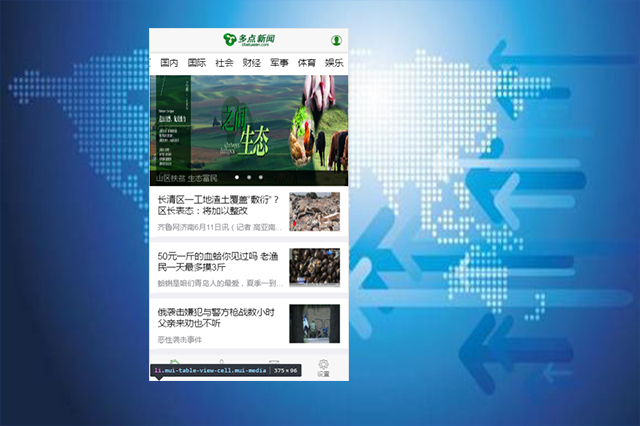 多点新闻
国内 国际 社会 财经 军事 体育 娱乐
之间
生态
山区扶贫 生态富民
长清区一工地渣土覆盖“敷衍”？
区长表态：将加以整改
齐鲁网济南6月11日讯（记者 高亚南...
50元一斤的血蛤你见过吗 老渔
民一天最多摸3斤
蛤蜊是咱们青岛人的最爱，夏季一到...
俄袭击嫌犯与警方枪战数小时
父亲来劝也不听
恶性袭击事件
设置
li.mui-table-view-cell.mui-media 375×96